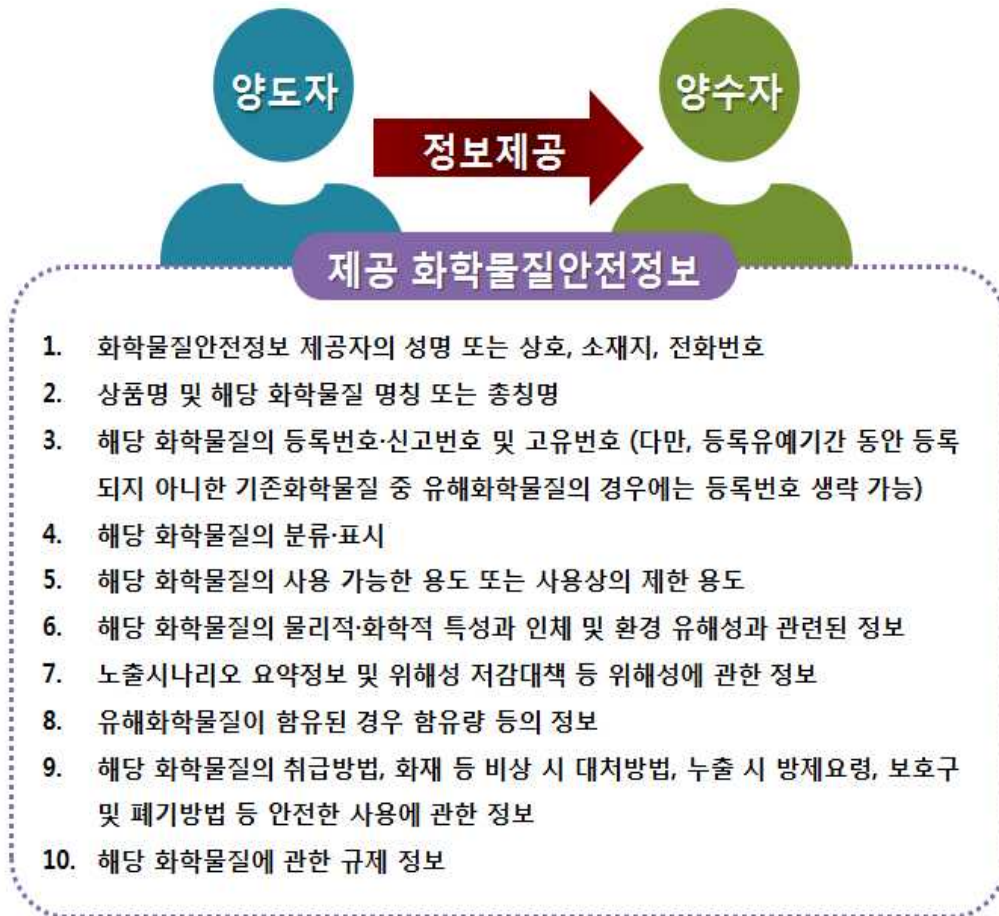 양도자
양수자
정보제공
제공 화학물질안전정보
1. 화학물질안전정보 제공자의 성명 또는 상호, 소재지, 전화번호
2. 상품명 및 해당 화학물질 명칭 또는 총칭명
3. 해당 화학물질의 등록번호·신고번호 및 고유번호 (다만, 등록유예기간 동안 등록
되지 아니한 기존화학물질 중 유해화학물질의 경우에는 등록번호 생략 가능)
4. 해당 화학물질의 분류·표시
5. 해당 화학물질의 사용 가능한 용도 또는 사용상의 제한 용도
6. 해당 화학물질의 물리적·화학적 특성과 인체 및 환경 유해성과 관련된 정보
7. 노출시나리오 요약정보 및 위해성 저감대책 등 위해성에 관한 정보
8. 유해화학물질이 함유된 경우 함유량 등의 정보
9. 해당 화학물질의 취급방법, 화재 등 비상 시 대처방법, 누출 시 방제요령, 보호구
및 폐기방법 등 안전한 사용에 관한 정보
10. 해당 화학물질에 관한 규제 정보